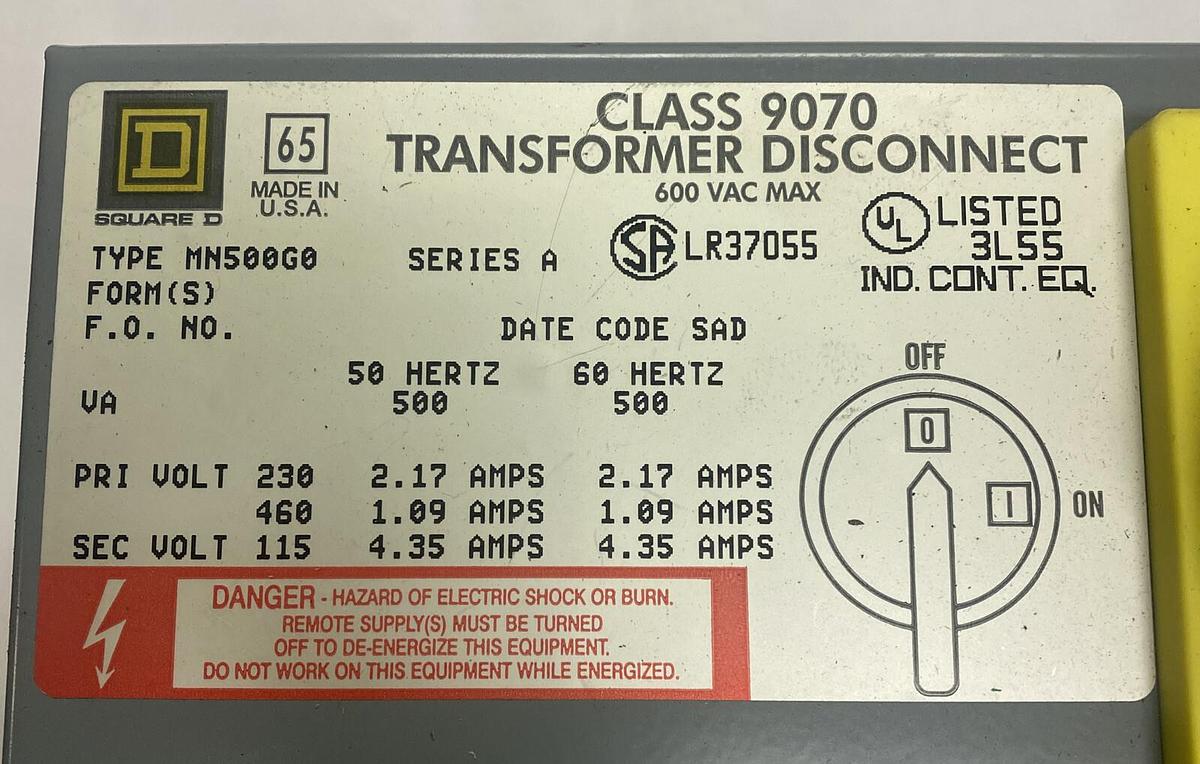 D
SQUARE D
65
MADE IN
U.S.A.
CLASS 9070
TRANSFORMER DISCONNECT
600 VAC MAX
TYPE MN500G0 SERIES A SA LR37055
UL LISTED
3L55
IND. CONT. EQ.
FORM(S)
F.O. NO. DATE CODE SAD
50 HERTZ 60 HERTZ
VA 500 500
PRI VOLT 230 2.17 AMPS 2.17 AMPS
460 1.09 AMPS 1.09 AMPS
SEC VOLT 115 4.35 AMPS 4.35 AMPS
OFF
O
I ON
DANGER - HAZARD OF ELECTRIC SHOCK OR BURN.
REMOTE SUPPLY(S) MUST BE TURNED
OFF TO DE-ENERGIZE THIS EQUIPMENT.
DO NOT WORK ON THIS EQUIPMENT WHILE ENERGIZED.